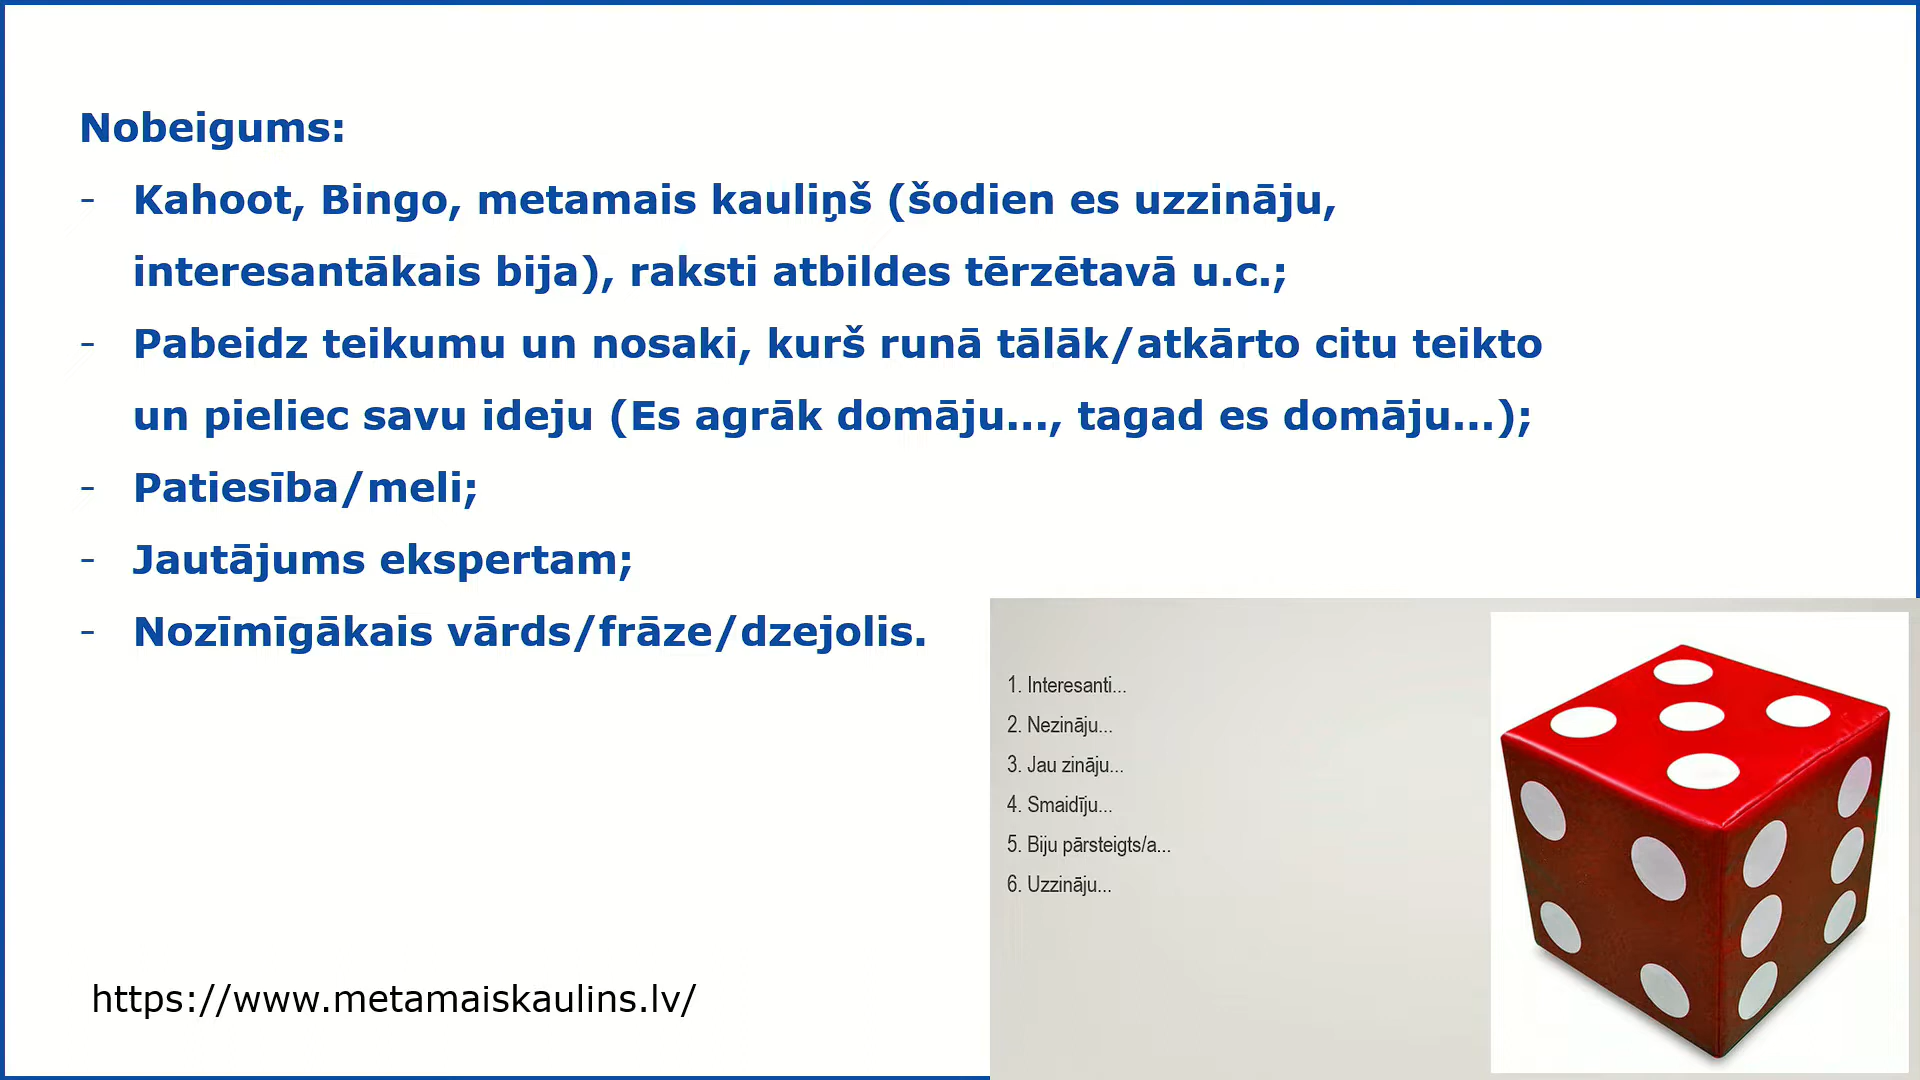 Nobeigums:
- Kahoot, Bingo, metamais kauliņš (šodien es uzzināju,
interesantākais bija), raksti atbildes tērzētavā u.c.;
- Pabeidz teikumu un nosaki, kurš runā tālāk/atkārto citu teikto
un pieliec savu ideju (Es agrāk domāju..., tagad es domāju...);
- Patiesība/meli;
- Jautājums ekspertam;
- Nozīmīgākais vārds/frāze/dzejolis.
1. Interesanti...
2. Nezināju...
3. Jau zināju...
4. Smaidīju...
5. Biju pārsteigts/a...
6. Uzzināju...
https://www.metamaiskaulins.lv/